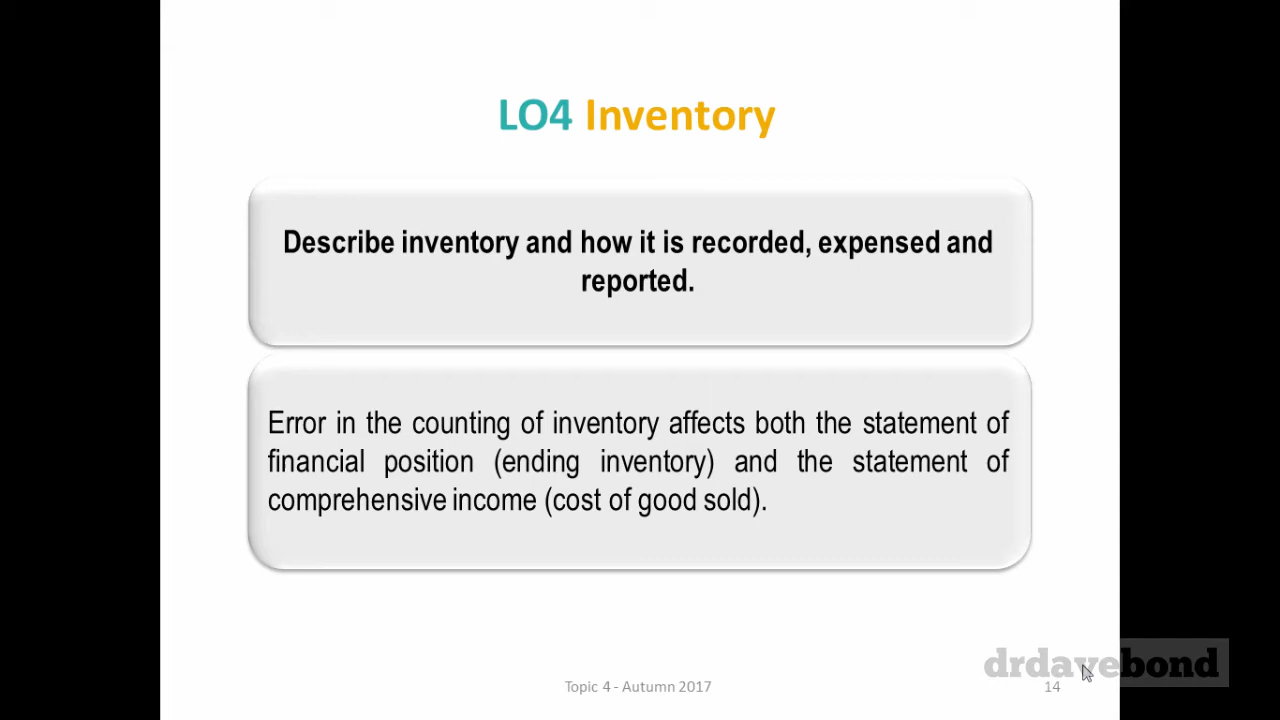 LO4 Inventory
Describe inventory and how it is recorded, expensed and
reported.
Error in the counting of inventory affects both the statement of
financial position (ending inventory) and the statement of
comprehensive income (cost of good sold).
drdavebond
Topic 4 - Autumn 2017
14